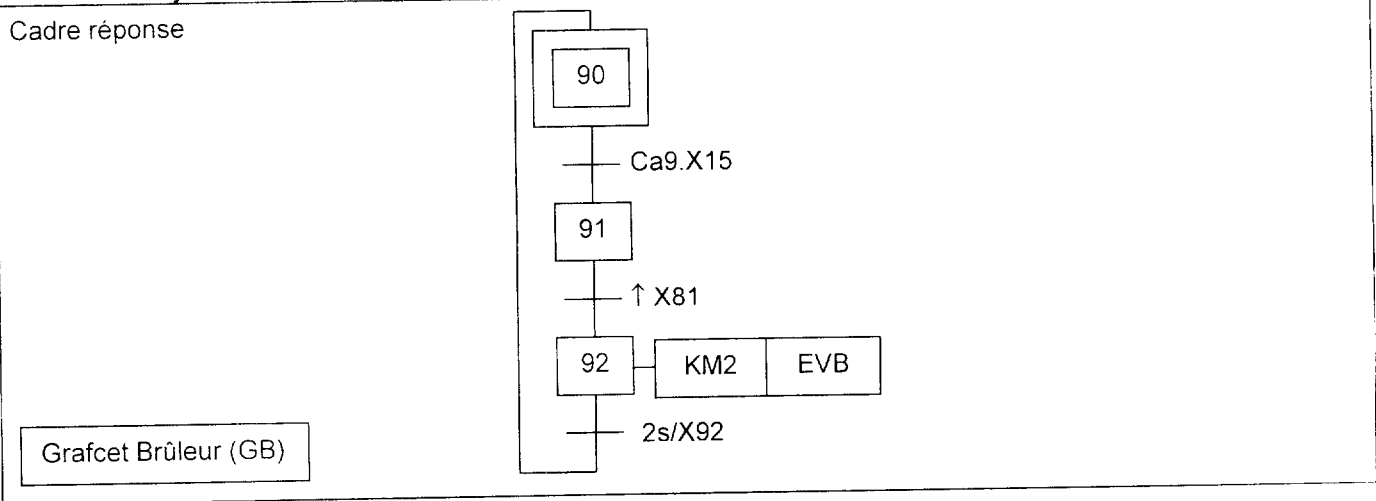 Cadre réponse
90
Ca9.X15
91
↑ X81
92 KM2 EVB
2s/X92
Grafcet Brûleur (GB)